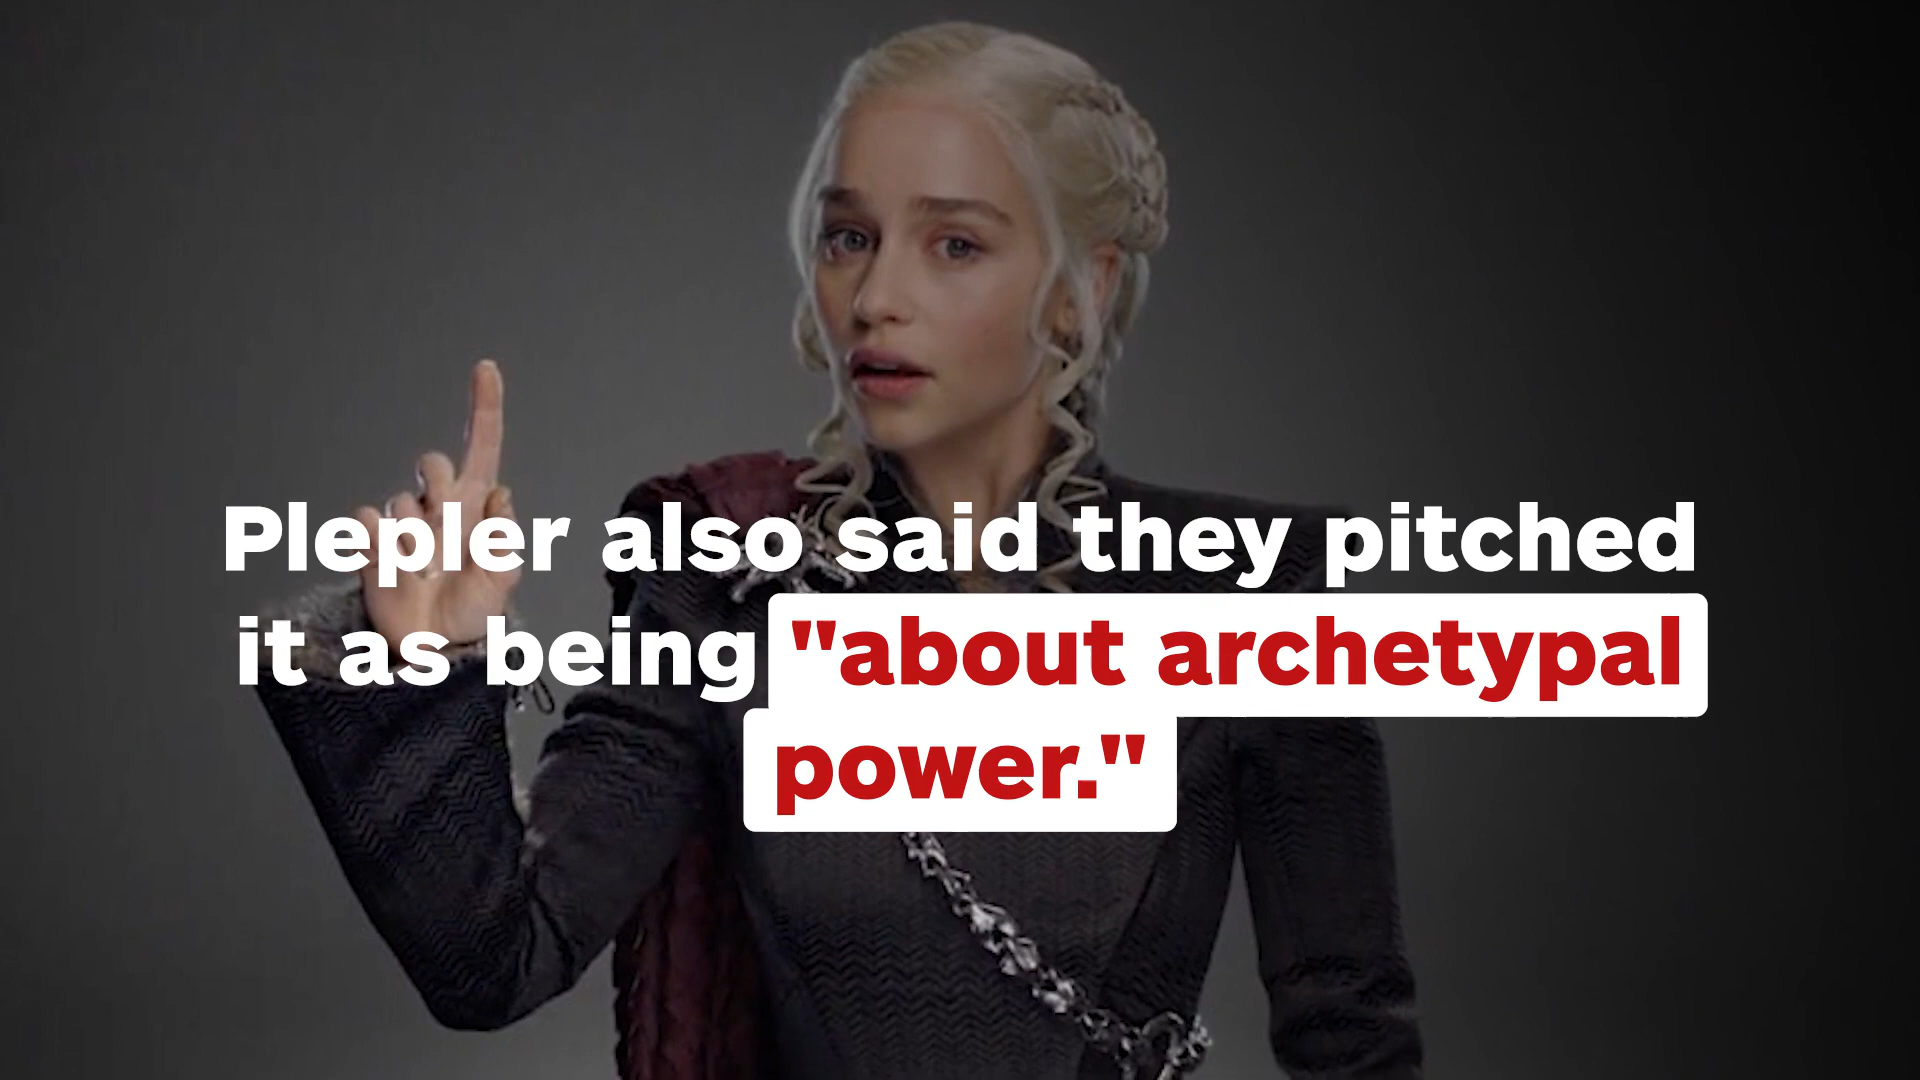 Plepler also said they pitched
it as being "about archetypal
power."